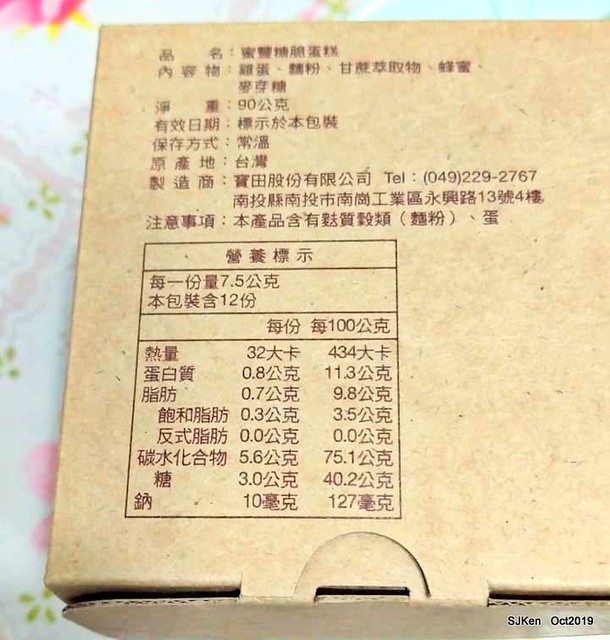 品　　名：蜜豐糖脆蛋糕
內 容 物：雞蛋、麵粉、甘蔗萃取物、蜂蜜、
麥芽糖
淨　　重：90公克
有效日期：標示於本包裝
保存方式：常溫
原 產 地：台灣
製 造 商：寶田股份有限公司 Tel：(049)229-2767
南投縣南投市南崗工業區永興路13號4樓
注意事項：本產品含有麩質穀類（麵粉）、蛋
營養標示
每一份量7.5公克
本包裝含12份
每份 每100公克
熱量 32大卡 434大卡
蛋白質 0.8公克 11.3公克
脂肪 0.7公克 9.8公克
飽和脂肪 0.3公克 3.5公克
反式脂肪 0.0公克 0.0公克
碳水化合物 5.6公克 75.1公克
糖 3.0公克 40.2公克
鈉 10毫克 127毫克
SJKen Oct2019